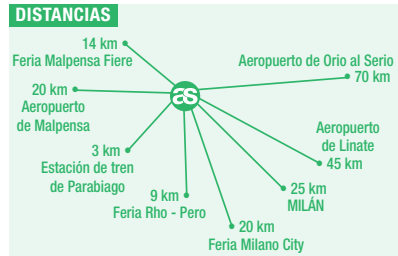 DISTANCIAS
14 km
Feria Malpensa Fiere
20 km
Aeropuerto
de Malpensa
3 km
Estación de tren
de Parabiago
9 km
Feria Rho - Pero
20 km
Feria Milano City
25 km
MILÁN
Aeropuerto
de Linate
45 km
Aeropuerto de Orio al Serio
70 km
as